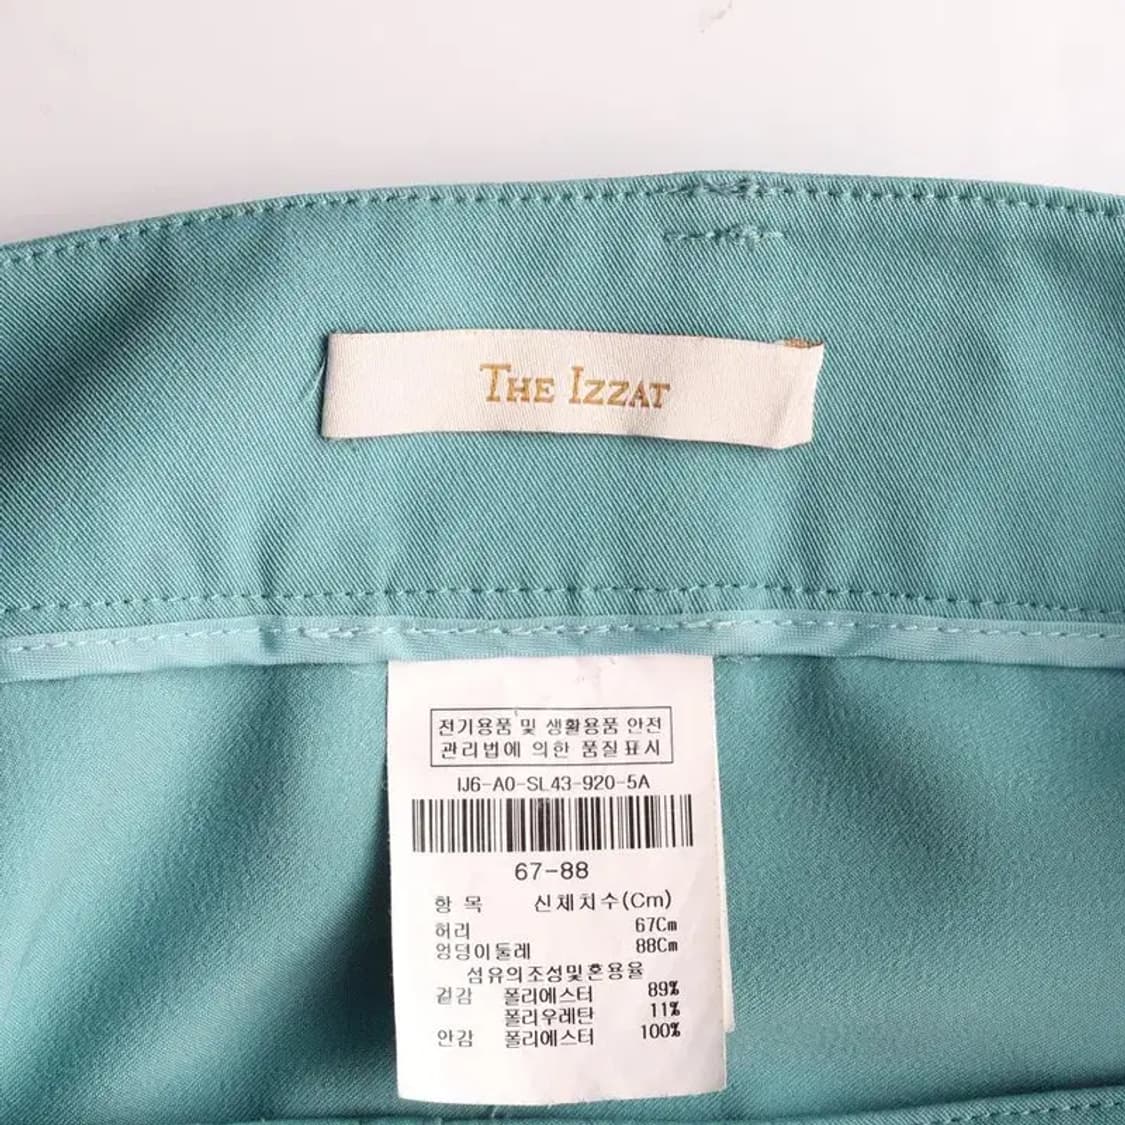 THE IZZAT
전기용품 및 생활용품 안전
관리법에 의한 품질표시
IJ6-A0-SL43-920-5A
67-88
항 목 신체치수(Cm)
허리 67Cm
엉덩이둘레 88Cm
섬유의조성및혼용율
겉감 폴리에스터 89%
폴리우레탄 11%
안감 폴리에스터 100%